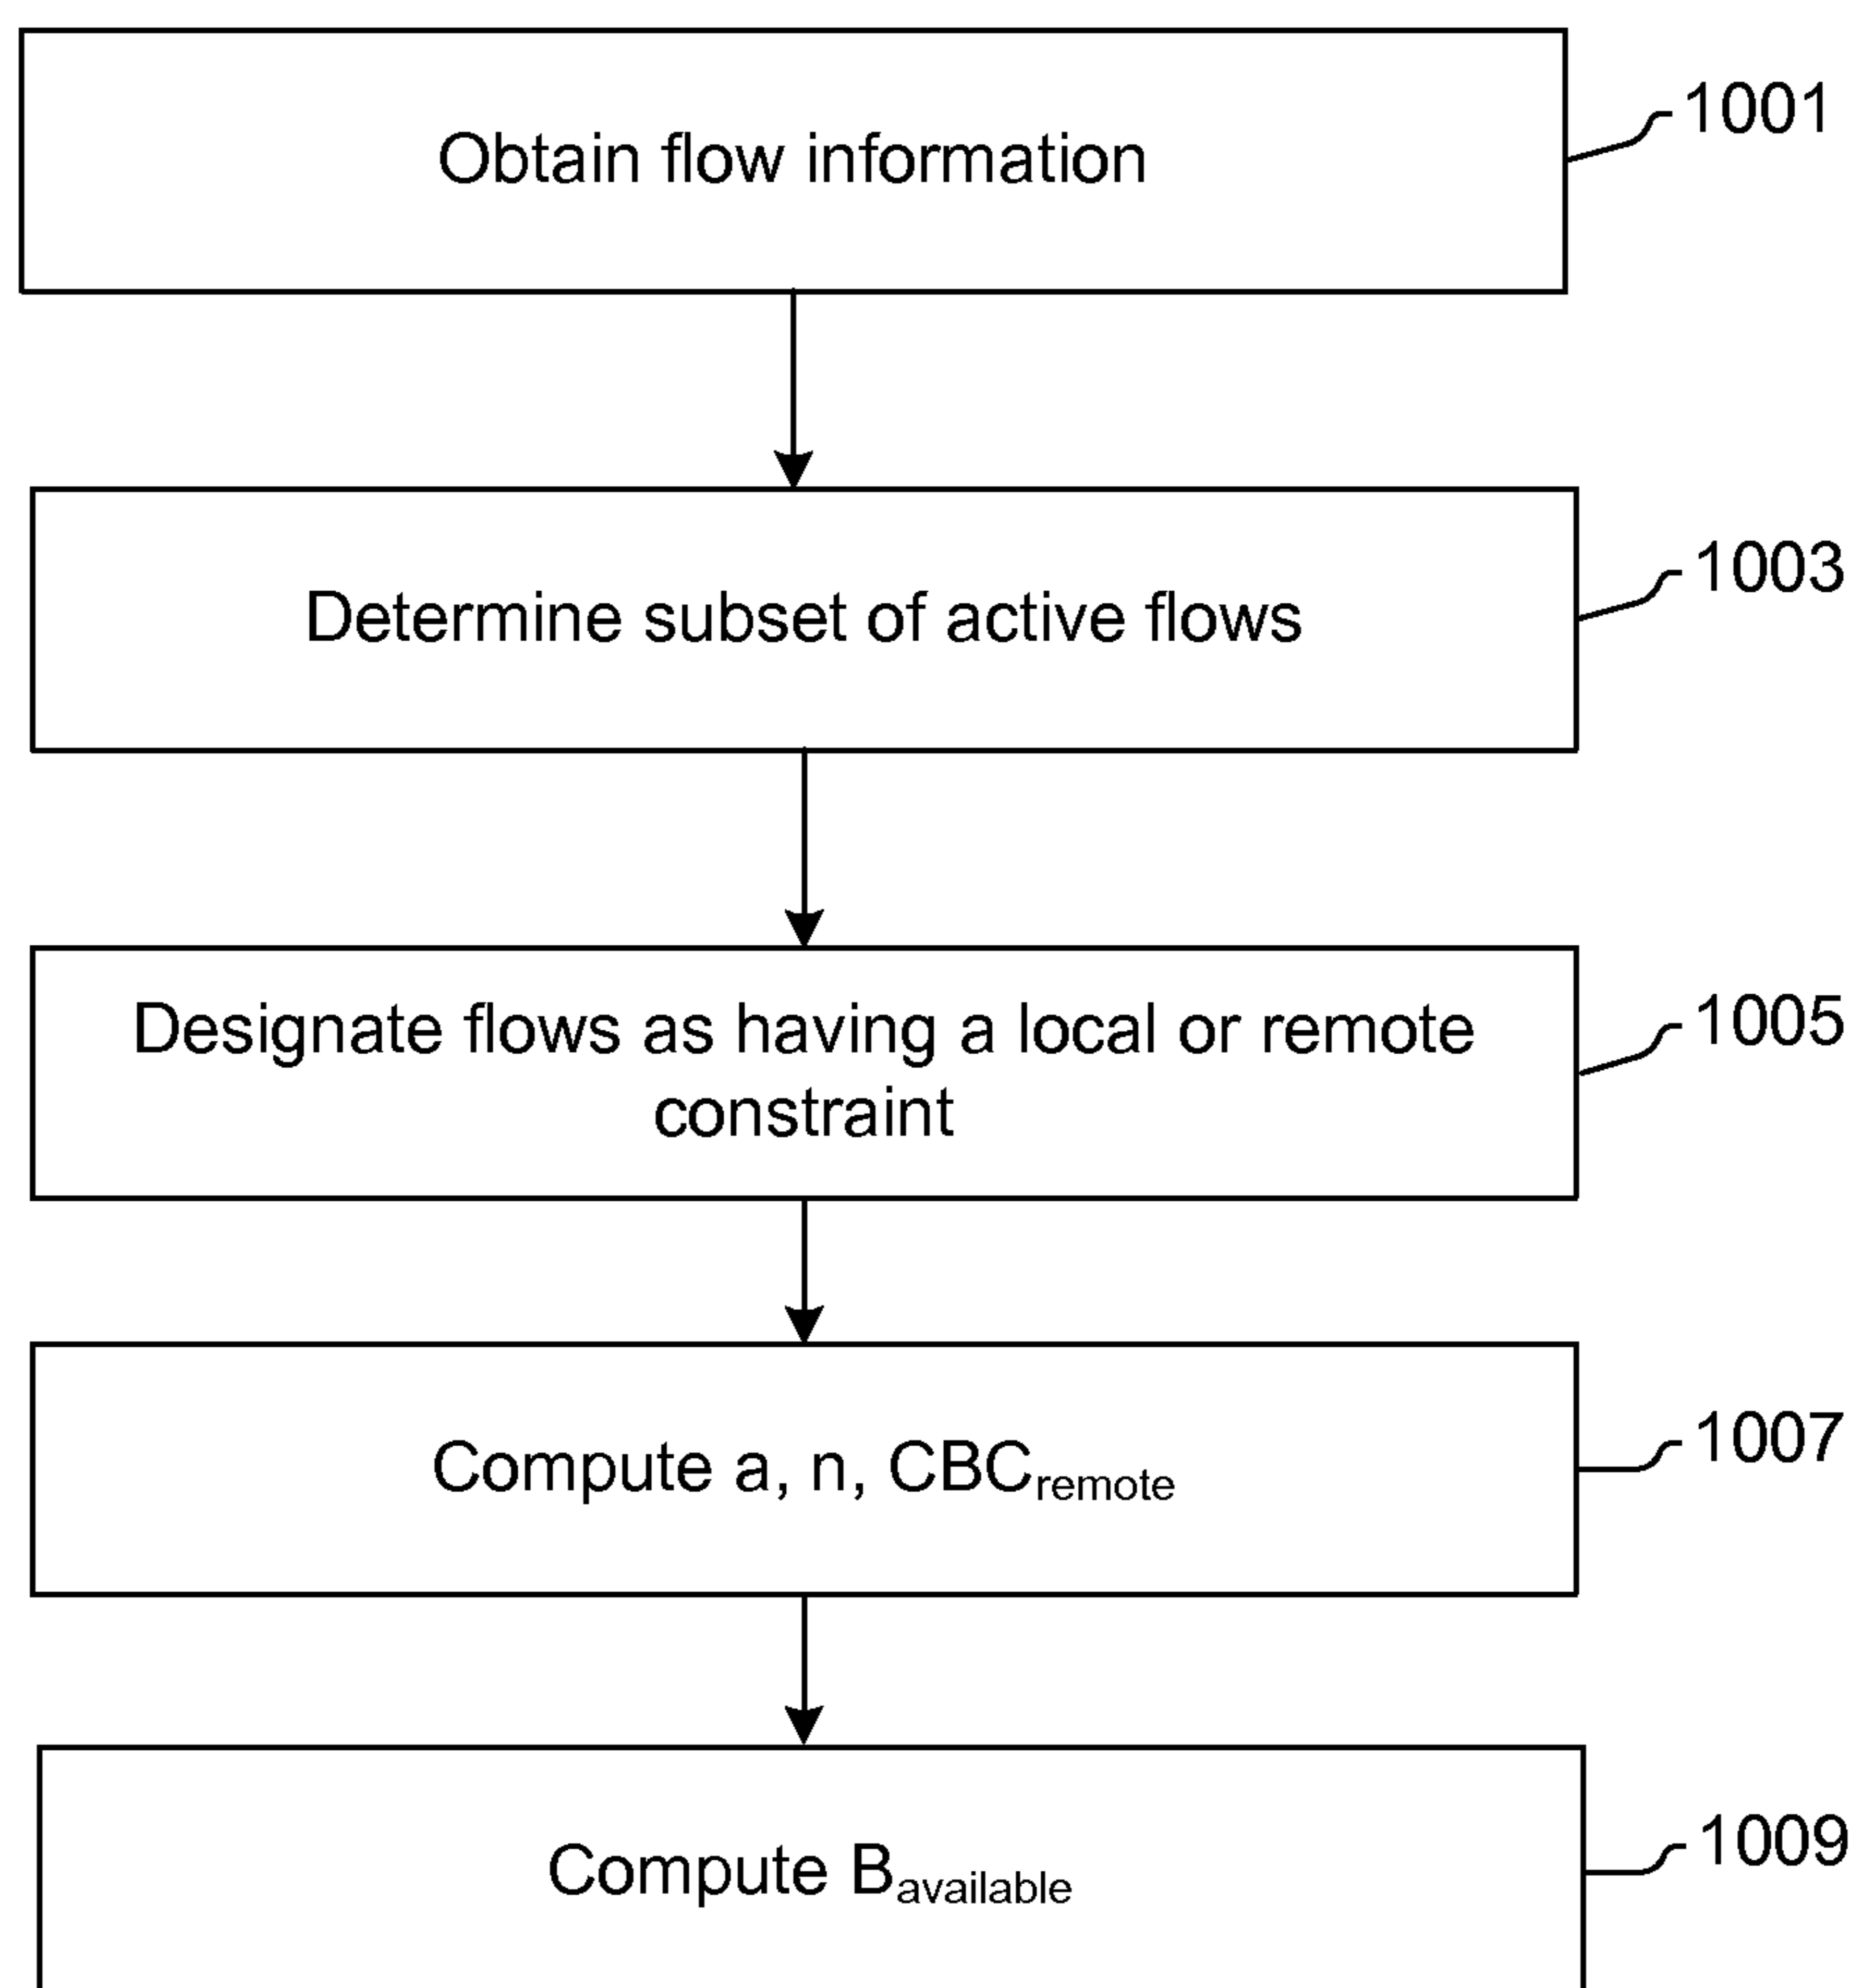 Obtain flow information
1001
Determine subset of active flows
1003
Designate flows as having a local or remote
constraint
1005
Compute a, n, CBCremote
1007
Compute Bavailable
1009